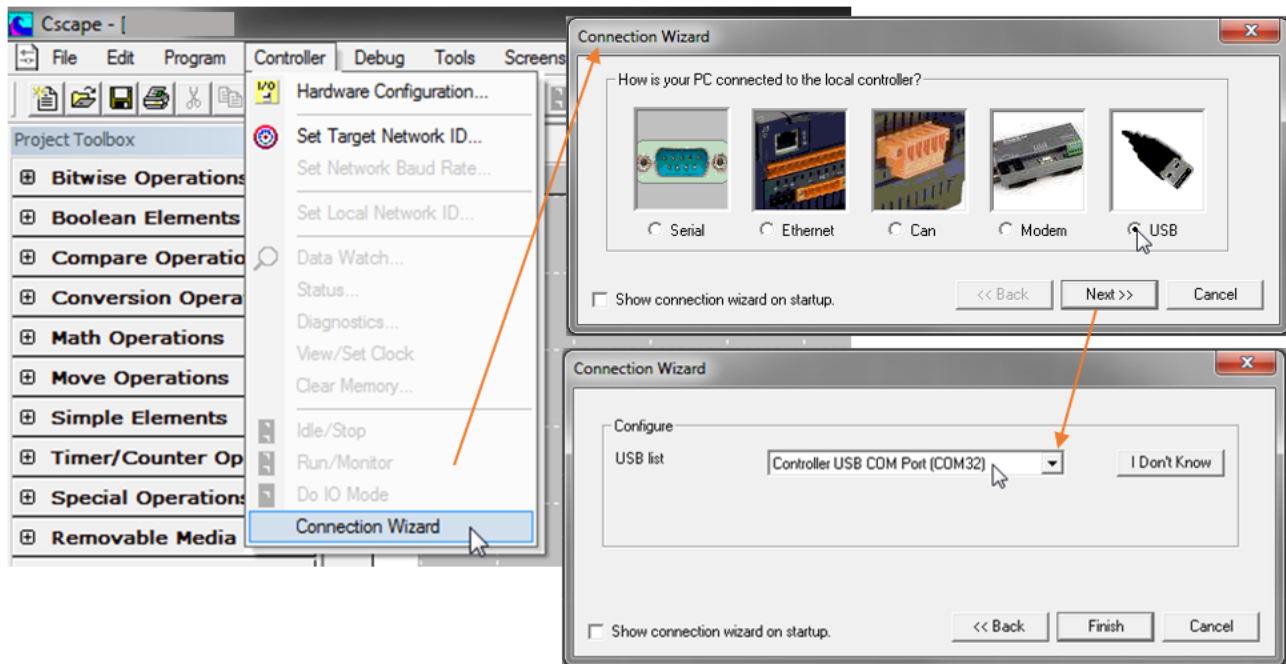 Cscape - [
File Edit Program Controller Debug Tools Screens
Project Toolbox
Bitwise Operations
Boolean Elements
Compare Operatio
Conversion Opera
Math Operations
Move Operations
Simple Elements
Timer/Counter Op
Special Operations
Removable Media
I/O Hardware Configuration...
Set Target Network ID...
Set Network Baud Rate...
Set Local Network ID...
Data Watch...
Status...
Diagnostics...
View/Set Clock
Clear Memory...
Idle/Stop
Run/Monitor
Do IO Mode
Connection Wizard
Connection Wizard
How is your PC connected to the local controller?
Serial Ethernet Can Modem USB
Show connection wizard on startup. << Back Next >> Cancel
Connection Wizard
Configure
USB list Controller USB COM Port (COM32) I Don't Know
Show connection wizard on startup. << Back Finish Cancel